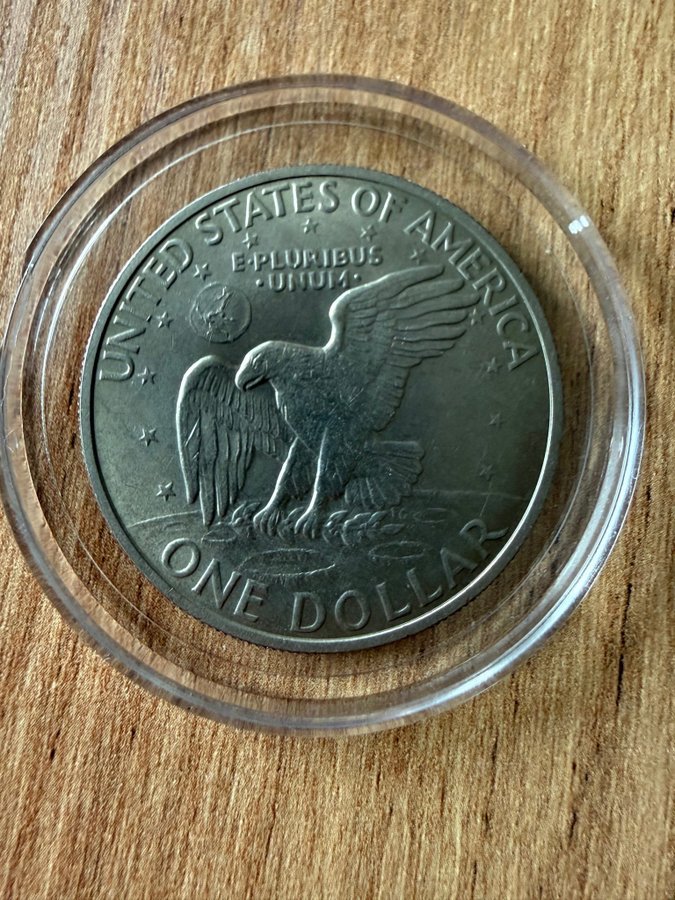 UNITED STATES OF AMERICA
E·PLURIBUS
·UNUM·
ONE DOLLAR